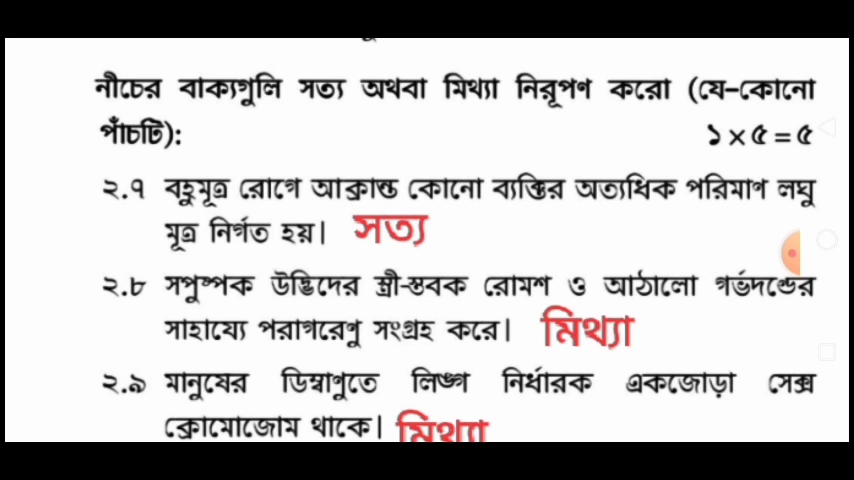 নীচের বাক্যগুলি সত্য অথবা মিথ্যা নিরূপণ করো (যে-কোনো
পাঁচটি): ১ × ৫ = ৫
২.৭ বহুমূত্র রোগে আক্রান্ত কোনো ব্যক্তির অত্যধিক পরিমাণ লঘু
মূত্র নির্গত হয়। সত্য
২.৮ সপুষ্পক উদ্ভিদের স্ত্রী-স্তবক রোমশ ও আঠালো গর্ভদণ্ডের
সাহায্যে পরাগরেণু সংগ্রহ করে। মিথ্যা
২.৯ মানুষের ডিম্বাণুতে লিঙ্গ নির্ধারক একজোড়া সেক্স
ক্রোমোজোম থাকে। মিথ্যা